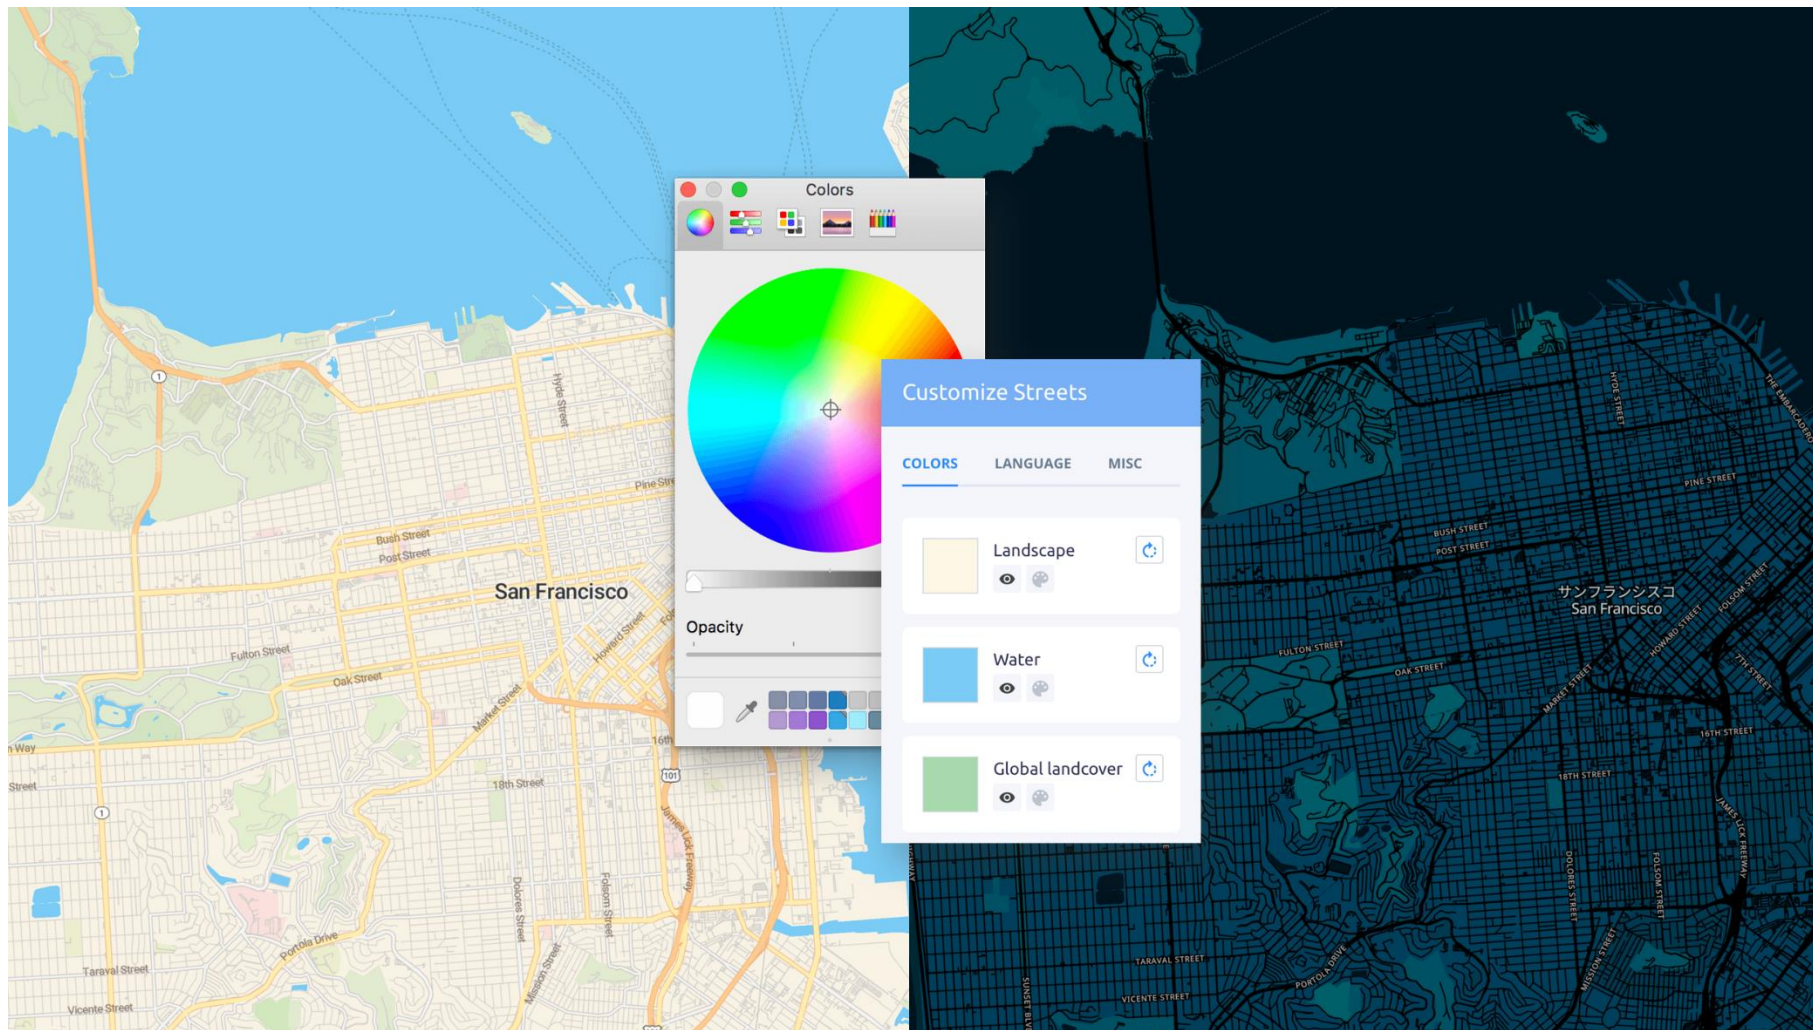 Colors
Customize Streets
COLORS LANGUAGE MISC
Landscape
Water
Global landcover
Opacity
1
Hyde Street
Bush Street
Post Street
San Francisco
Howard Street
Fulton Street
Oak Street
Market Street
16th
101
18th Street
Street
1
James Lick Freeway
Dolores Street
Folsom Street
Portola Drive
Mission Street
Taraval Street
Vicente Street
HYDE STREET
THE EMBARCADERO
PINE STREET
BUSH STREET
POST STREET
サンフランシスコ
San Francisco
FOLSOM STREET
HOWARD STREET
FULTON STREET
OAK STREET
7TH STREET
MARKET STREET
16TH STREET
18TH STREET
JAMES LICK FREEWAY
DOLORES STREET
FOLSOM STREET
MISSION STREET
PORTOLA DRIVE
TARAVAL STREET
VICENTE STREET